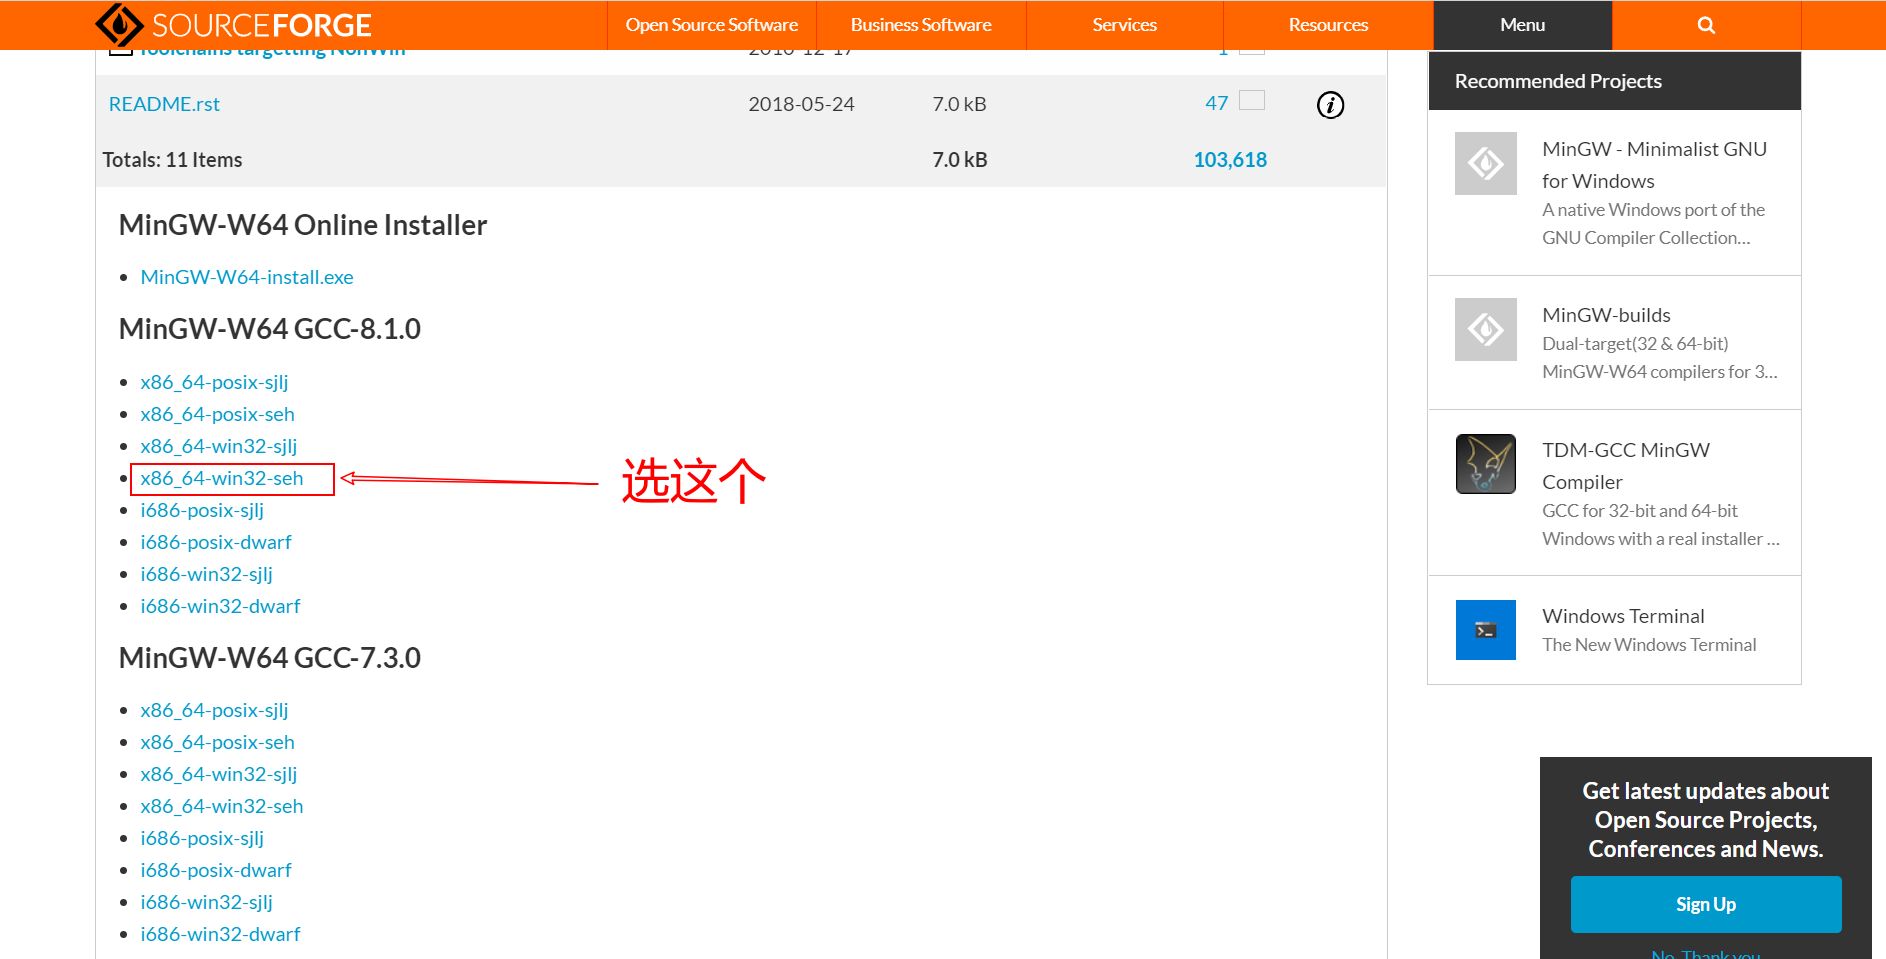 SOURCEFORGE
Open Source Software
Business Software
Services
Resources
Menu
Toolchains targetting NonWin
2016-12-17
1
README.rst
2018-05-24
7.0 kB
47
i
Totals: 11 Items
7.0 kB
103,618
MinGW-W64 Online Installer
MinGW-W64-install.exe
MinGW-W64 GCC-8.1.0
x86_64-posix-sjlj
x86_64-posix-seh
x86_64-win32-sjlj
x86_64-win32-seh
选这个
i686-posix-sjlj
i686-posix-dwarf
i686-win32-sjlj
i686-win32-dwarf
MinGW-W64 GCC-7.3.0
x86_64-posix-sjlj
x86_64-posix-seh
x86_64-win32-sjlj
x86_64-win32-seh
i686-posix-sjlj
i686-posix-dwarf
i686-win32-sjlj
i686-win32-dwarf
Recommended Projects
MinGW - Minimalist GNU
for Windows
A native Windows port of the
GNU Compiler Collection...
MinGW-builds
Dual-target(32 & 64-bit)
MinGW-W64 compilers for 3...
TDM-GCC MinGW
Compiler
GCC for 32-bit and 64-bit
Windows with a real installer ...
Windows Terminal
The New Windows Terminal
Get latest updates about
Open Source Projects,
Conferences and News.
Sign Up
No, Thank you